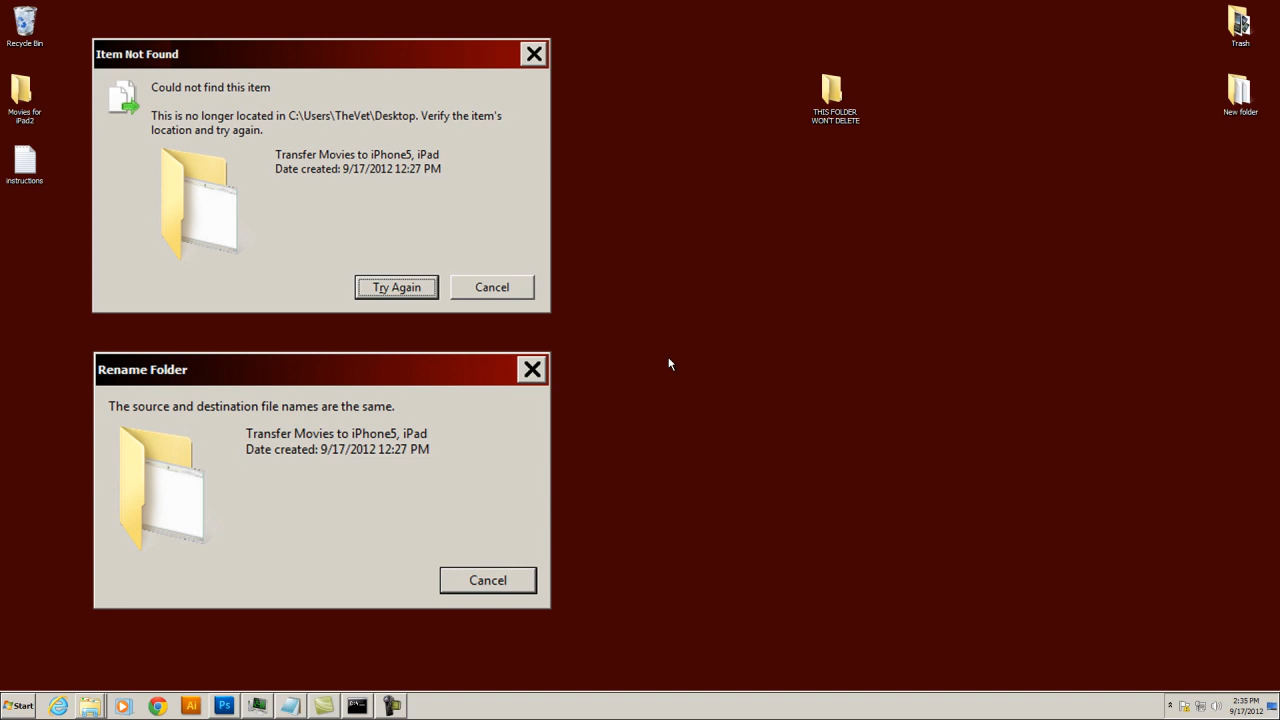 Recycle Bin
Movies for
iPad2
instructions
Item Not Found
Could not find this item
This is no longer located in C:\Users\TheVet\Desktop. Verify the item's
location and try again.
Transfer Movies to iPhone5, iPad
Date created: 9/17/2012 12:27 PM
Try Again
Cancel
Rename Folder
The source and destination file names are the same.
Transfer Movies to iPhone5, iPad
Date created: 9/17/2012 12:27 PM
Cancel
THIS FOLDER
WON'T DELETE
Trash
New folder
Start
Ai
Ps
2:35 PM
9/17/2012